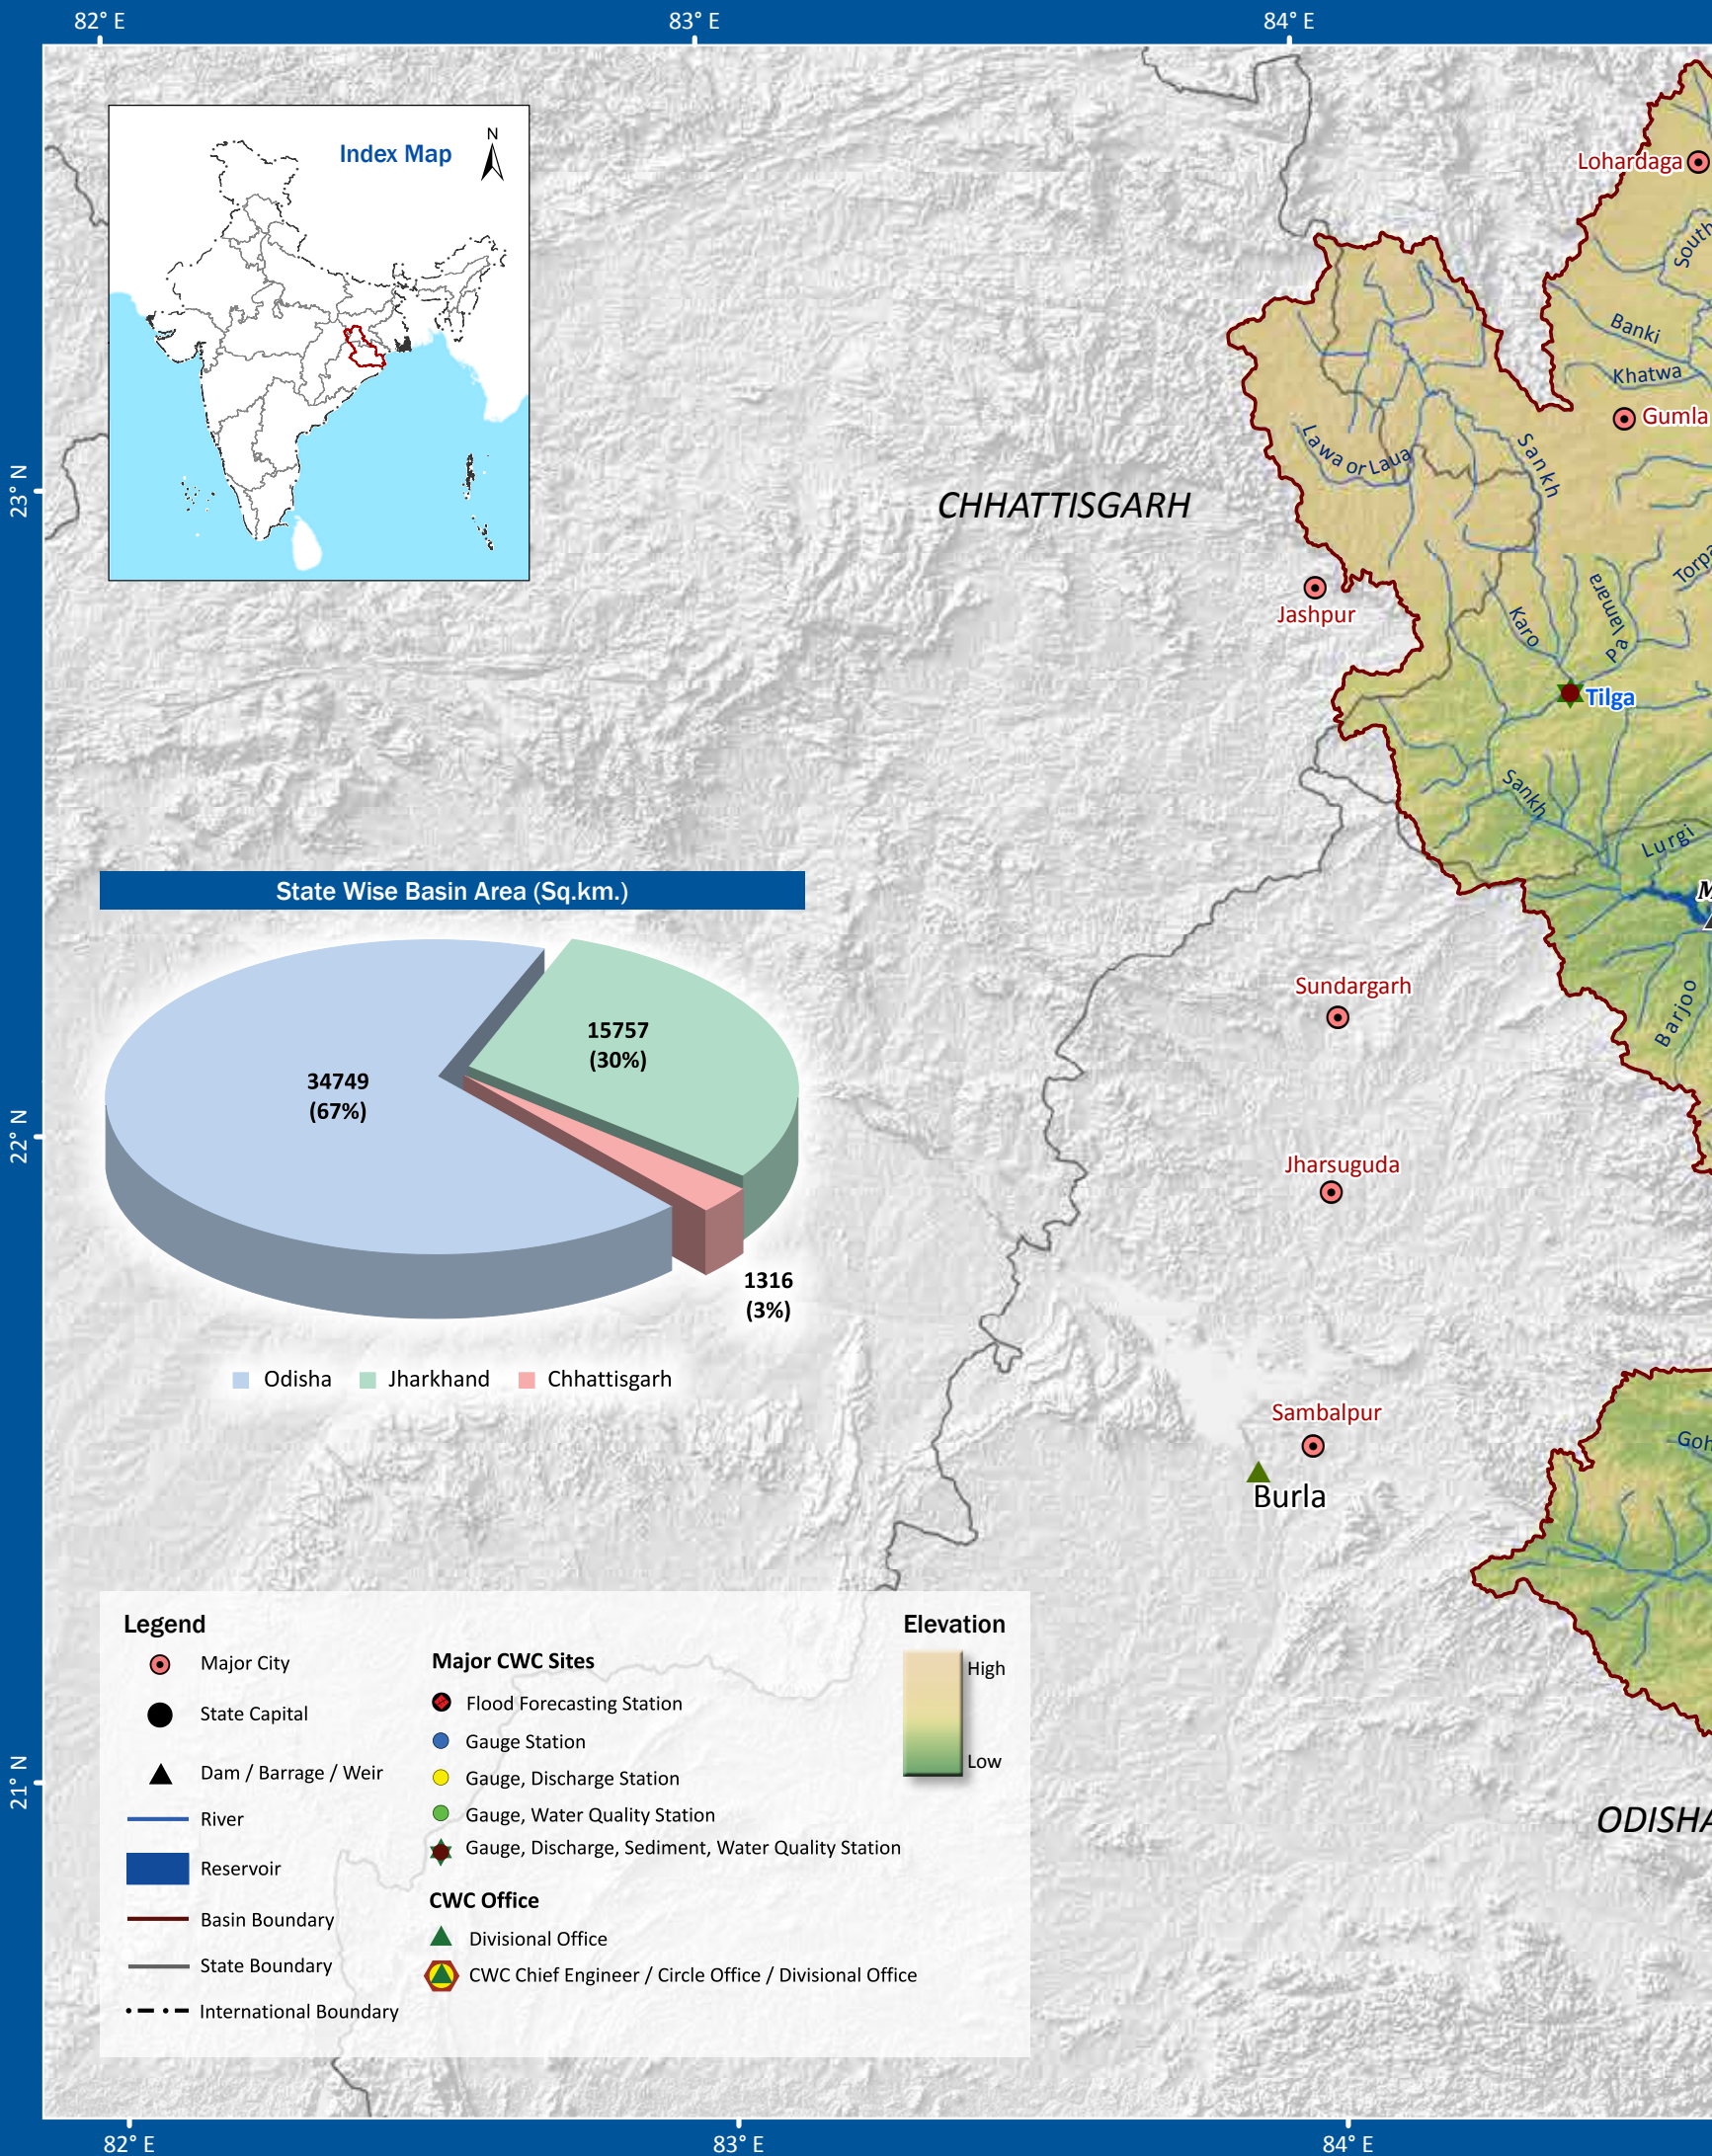 82° E
83° E
84° E
Index Map
N
Lohardaga
South
Banki
Khatwa
Gumla
Lawa or Laua
Sankh
23° N
CHHATTISGARH
Jashpur
Karo
Palamara
Torpa
Tilga
Sankh
Lurgi
M
State Wise Basin Area (Sq.km.)
15757
(30%)
34749
(67%)
1316
(3%)
Odisha
Jharkhand
Chhattisgarh
Sundargarh
Barjoo
22° N
Jharsuguda
Sambalpur
Burla
Goh
Legend
Major City
State Capital
Dam / Barrage / Weir
River
Reservoir
Basin Boundary
State Boundary
International Boundary
Major CWC Sites
Flood Forecasting Station
Gauge Station
Gauge, Discharge Station
Gauge, Water Quality Station
Gauge, Discharge, Sediment, Water Quality Station
CWC Office
Divisional Office
CWC Chief Engineer / Circle Office / Divisional Office
Elevation
High
Low
21° N
ODISHA
82° E
83° E
84° E